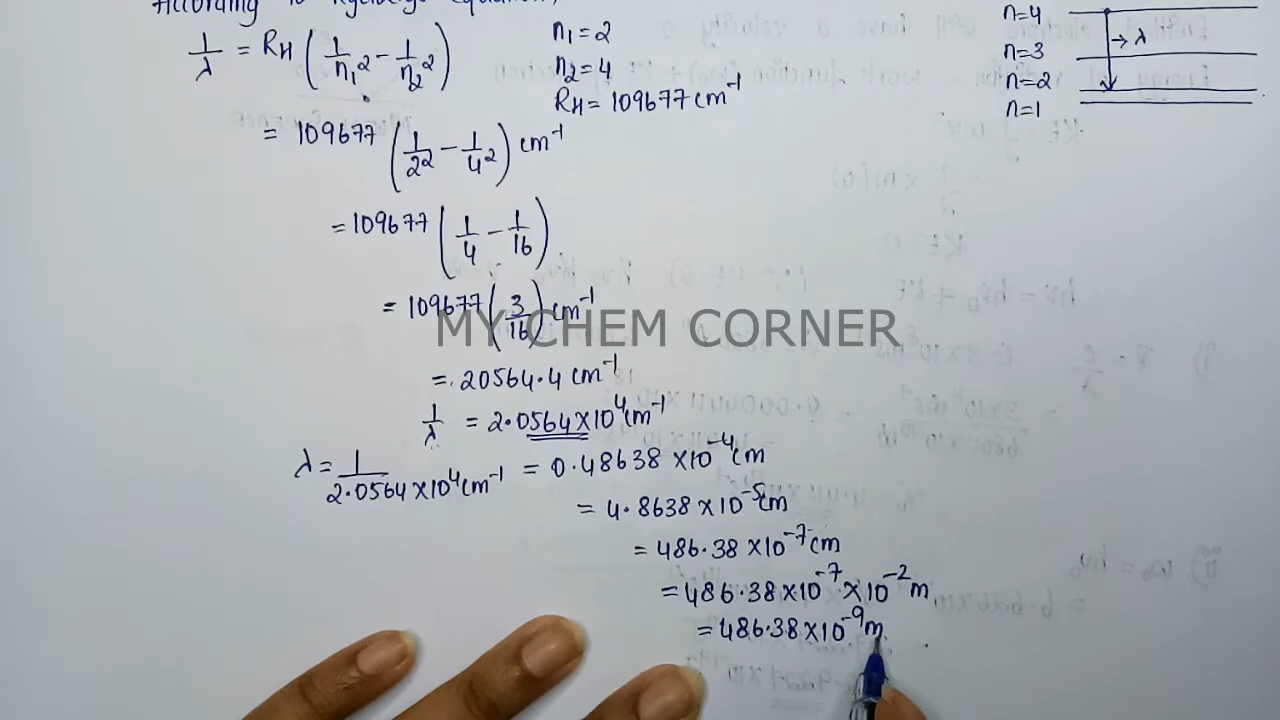 According to Rydberg's equation,
1/λ = RH (1/n₁² − 1/n₂²)
n₁ = 2
n₂ = 4
RH = 109677 cm⁻¹
n=4
n=3
n=2
n=1
→ λ
= 109677 (1/2² − 1/4²) cm⁻¹
= 109677 (1/4 − 1/16)
= 109677 (3/16) cm⁻¹
MY CHEM CORNER
= 20564.4 cm⁻¹
1/λ = 2.0564 × 10⁴ cm⁻¹
λ = 1/2.0564 × 10⁴ cm⁻¹ = 0.48638 × 10⁻⁴ cm
= 4.8638 × 10⁻⁵ cm
= 486.38 × 10⁻⁷ cm
= 486.38 × 10⁻⁷ × 10⁻² m
= 486.38 × 10⁻⁹ m